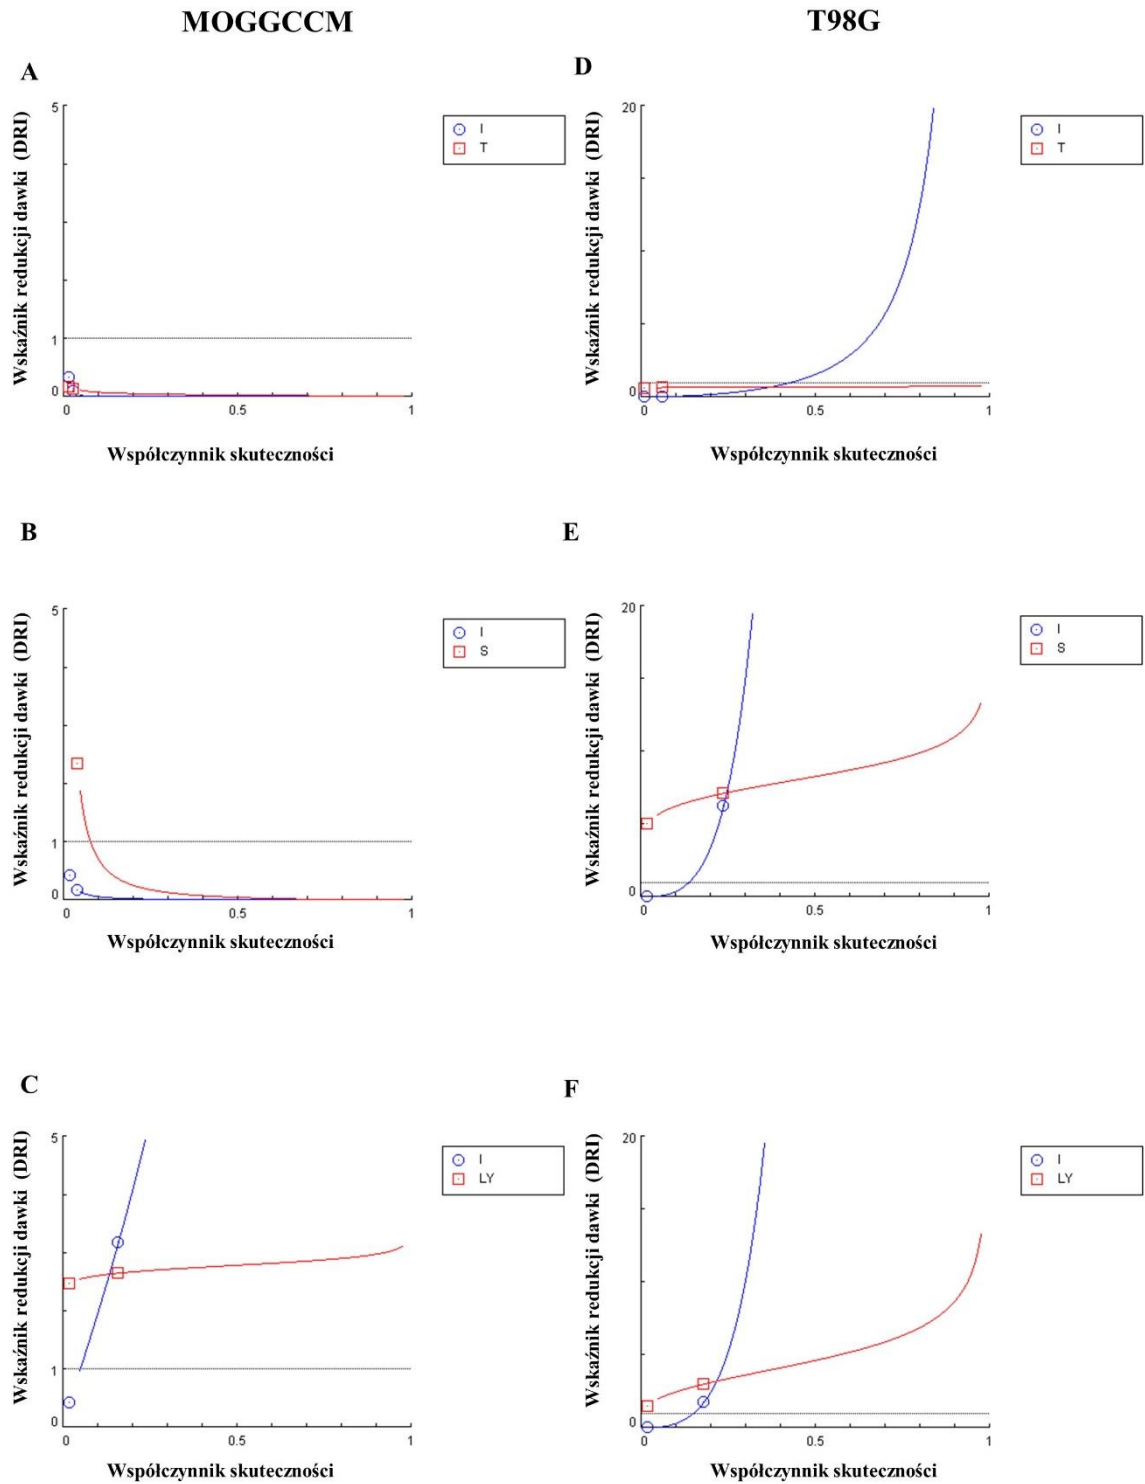 MOGGCCM
T98G
A
Wskaźnik redukcji dawki (DRI)
5
1
0
0
0.5
1
Współczynnik skuteczności
I
T
D
Wskaźnik redukcji dawki (DRI)
20
0
0
0.5
1
Współczynnik skuteczności
I
T
B
Wskaźnik redukcji dawki (DRI)
5
1
0
0
0.5
1
Współczynnik skuteczności
I
S
E
Wskaźnik redukcji dawki (DRI)
20
0
0
0.5
1
Współczynnik skuteczności
I
S
C
Wskaźnik redukcji dawki (DRI)
5
1
0
0
0.5
1
Współczynnik skuteczności
I
LY
F
Wskaźnik redukcji dawki (DRI)
20
0
0
0.5
1
Współczynnik skuteczności
I
LY